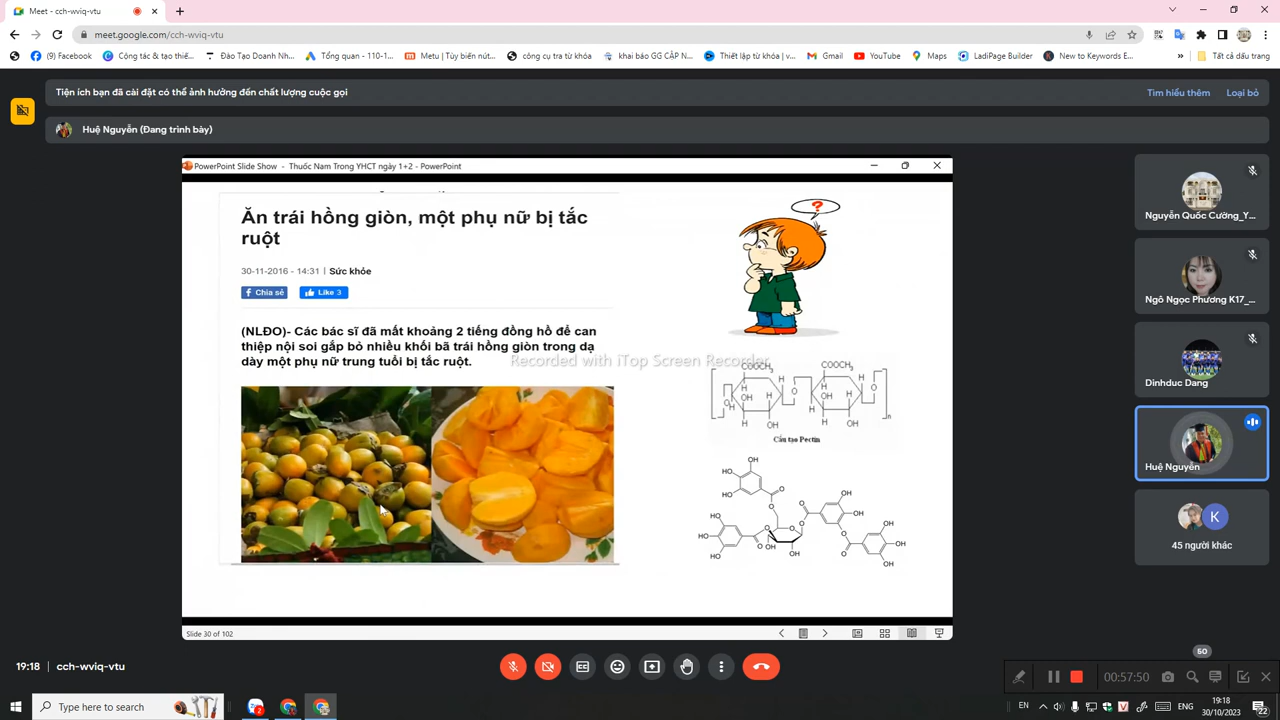 Meet - cch-wviq-vtu
meet.google.com/cch-wviq-vtu
(3) Facebook
Công cụ tạo c...
Đào Tạo Doanh Nh...
Tổng quan – 110-1...
Metu | Tùy biến nút...
công cụ tra từ khóa
khai báo GG CẬP N...
Thiết lập từ khóa | v...
Gmail
YouTube
Maps
LadiPage Builder
New to Keywords E...
»
Tất cả dấu trang
Tiện ích bạn đã cài đặt có thể ảnh hưởng đến chất lượng cuộc gọi
Tìm hiểu thêm
Loại bỏ
Huệ Nguyễn (Đang trình bày)
PowerPoint Slide Show - Thuốc Nam Trong YHCT ngày 1+2 - PowerPoint
Ăn trái hồng giòn, một phụ nữ bị tắc
ruột
30-11-2016 - 14:31 | Sức khỏe
Chia sẻ
Like 3
(NLĐO)- Các bác sĩ đã mất khoảng 2 tiếng đồng hồ để can
thiệp nội soi gắp bỏ nhiều khối bã trái hồng giòn trong dạ
dày một phụ nữ trung tuổi bị tắc ruột.
Recorded with iTop Screen Recorder
?
COOCH₃
COOCH₃
Cấu tạo Pectin
Slide 30 of 102
Nguyễn Quốc Cường_Y...
Ngô Ngọc Phương K17_...
Dinhduc Dang
Huệ Nguyễn
K
45 người khác
19:18
cch-wviq-vtu
50
00:57:50
Type here to search
EN
ENG
19:18
30/10/2023